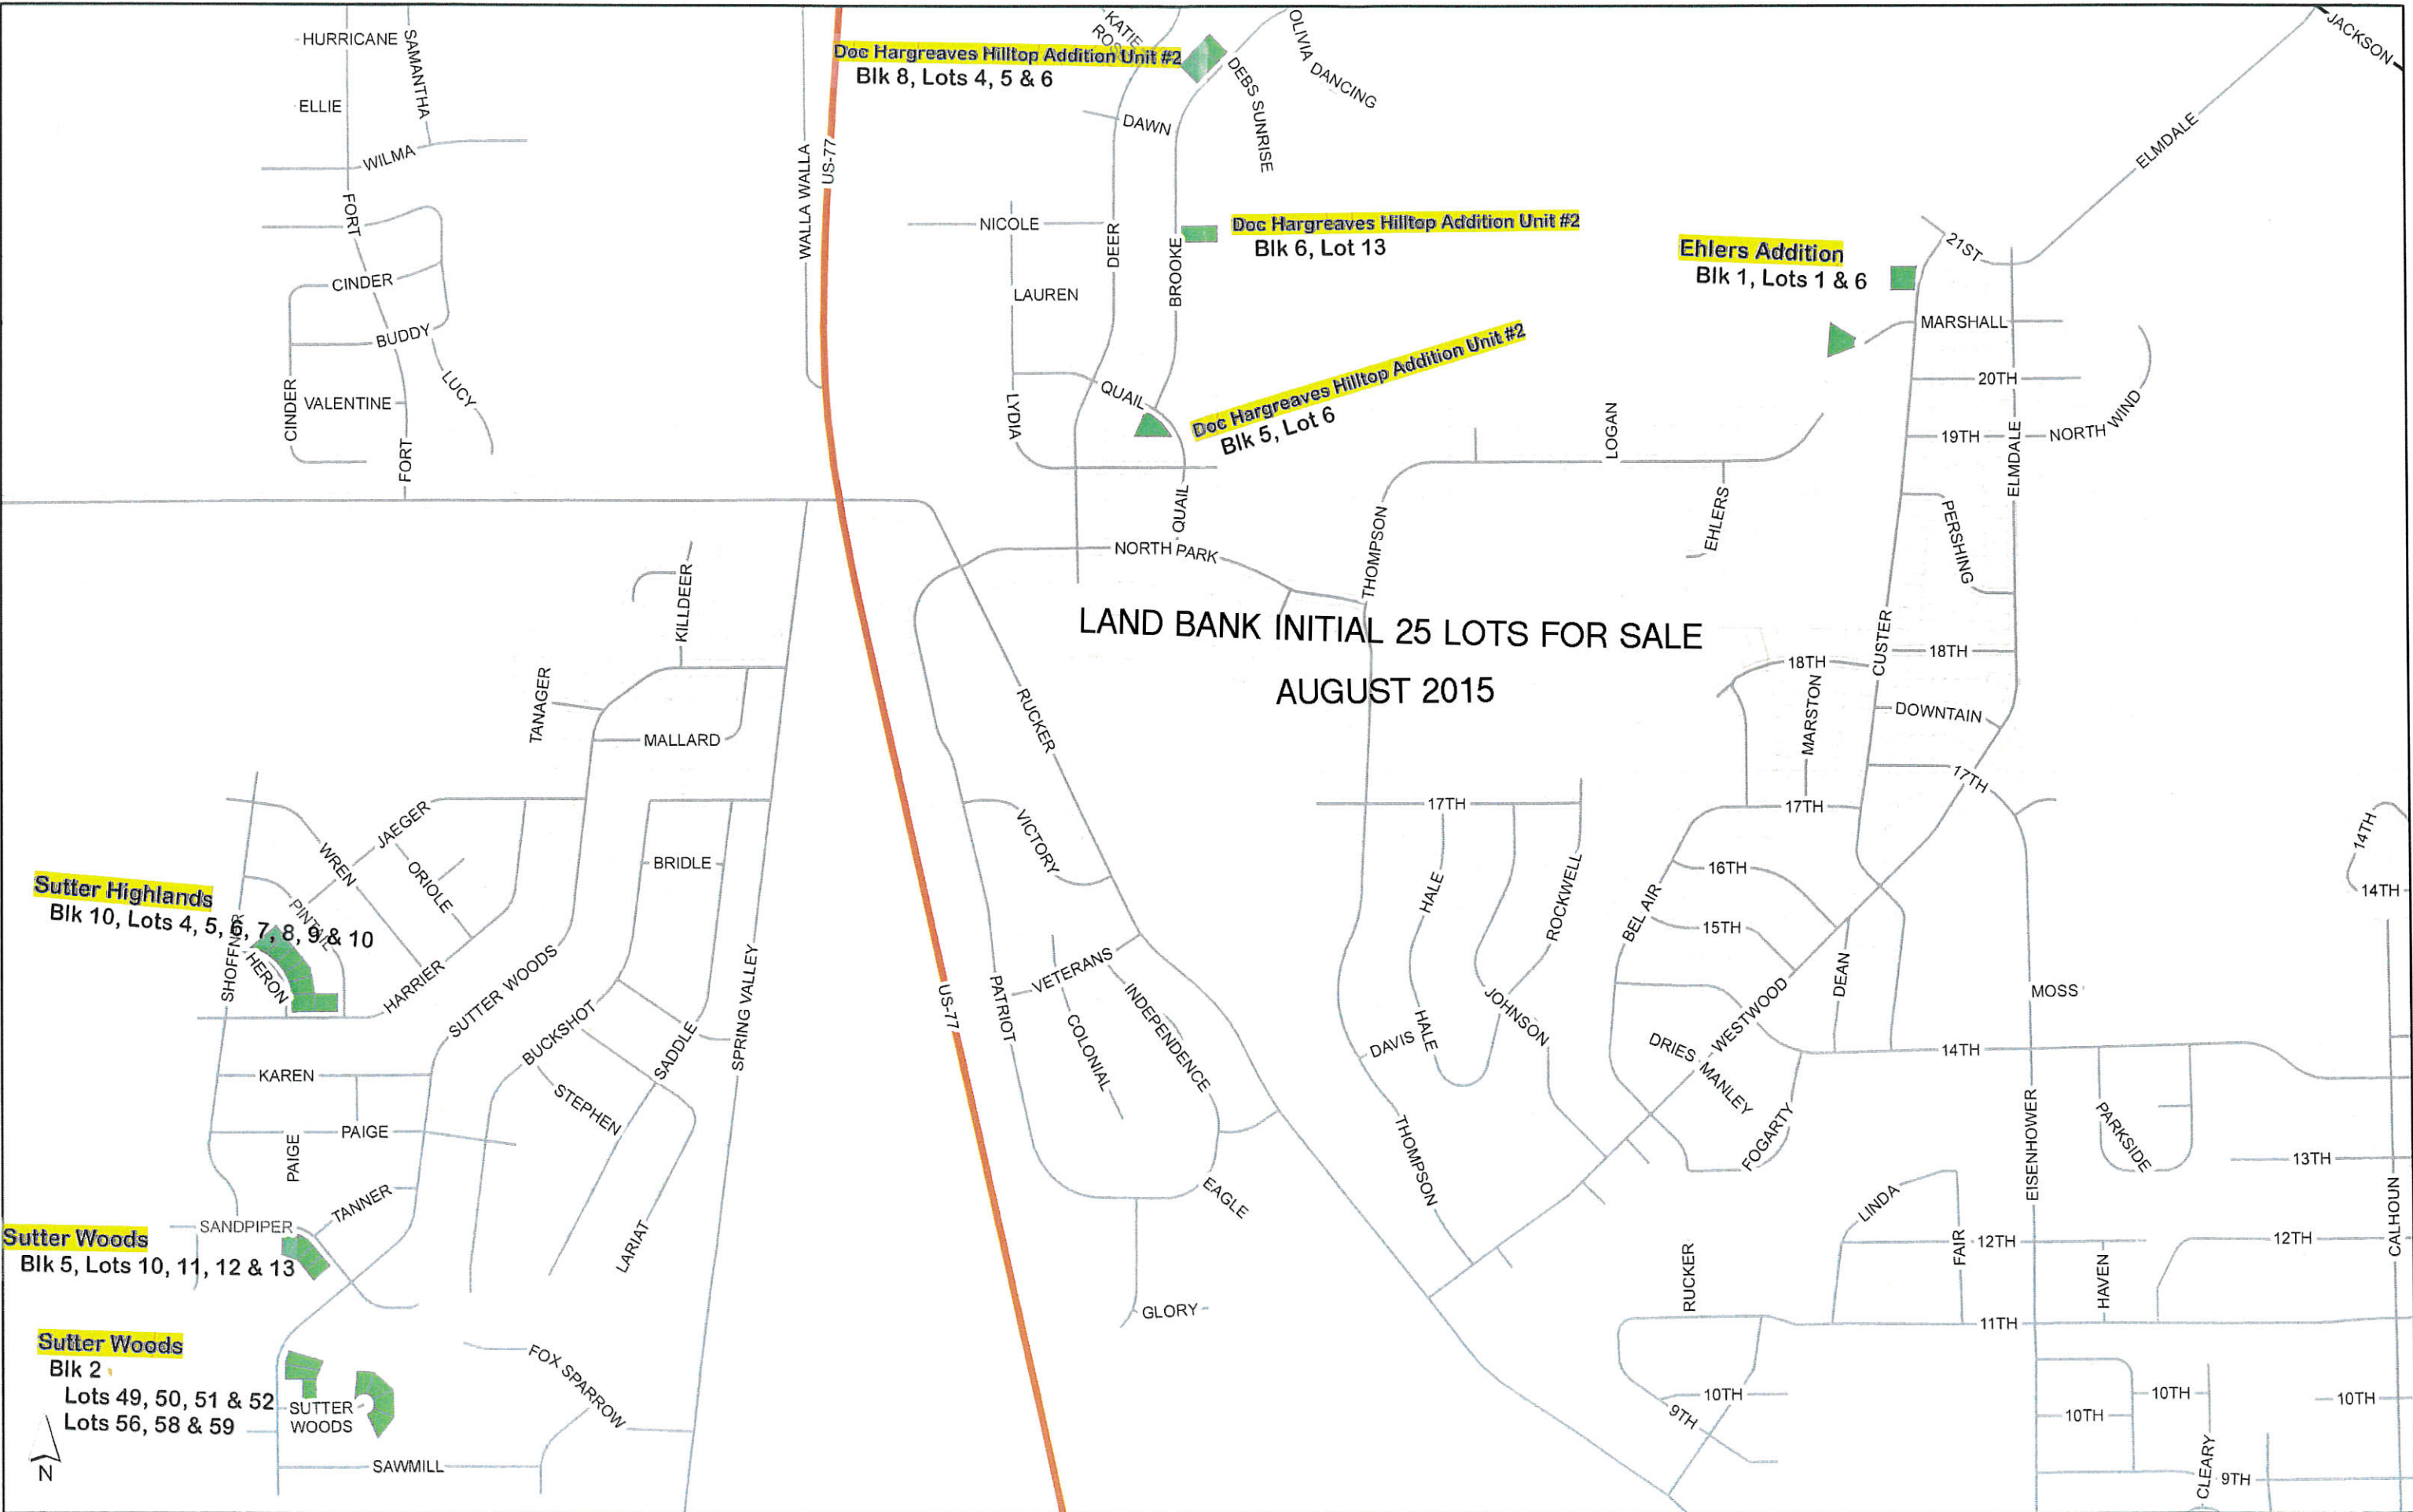 HURRICANE
SAMANTHA
ELLIE
WILMA
FORT
CINDER
BUDDY
LUCY
CINDER
VALENTINE
FORT
WALLA WALLA
US-77
KATIE
Doc Hargreaves Hilltop Addition Unit #2
Blk 8, Lots 4, 5 & 6
OLIVIA DANCING
DEBS SUNRISE
DAWN
NICOLE
DEER
BROOKE
LAUREN
Doc Hargreaves Hilltop Addition Unit #2
Blk 6, Lot 13
QUAIL
LYDIA
Doc Hargreaves Hilltop Addition Unit #2
Blk 5, Lot 6
QUAIL
NORTH PARK
JACKSON
ELMDALE
Ehlers Addition
Blk 1, Lots 1 & 6
21ST
MARSHALL
20TH
19TH
NORTH WIND
ELMDALE
LOGAN
EHLERS
THOMPSON
PERSHING
LAND BANK INITIAL 25 LOTS FOR SALE
AUGUST 2015
CUSTER
18TH
18TH
MARSTON
DOWNTAIN
17TH
17TH
17TH
KILLDEER
TANAGER
MALLARD
RUCKER
JAEGER
WREN
ORIOLE
BRIDLE
VICTORY
Sutter Highlands
Blk 10, Lots 4, 5, 6, 7, 8, 9 & 10
HERON
HARRIER
SUTTER WOODS
SPRING VALLEY
BUCKSHOT
SADDLE
STEPHEN
KAREN
PAIGE
PAIGE
TANNER
SANDPIPER
LARIAT
Sutter Woods
Blk 5, Lots 10, 11, 12 & 13
Sutter Woods
Blk 2
Lots 49, 50, 51 & 52
Lots 56, 58 & 59
SUTTER
WOODS
SAWMILL
FOX SPARROW
N
US-77
PATRIOT
VETERANS
COLONIAL
INDEPENDENCE
EAGLE
GLORY
HALE
HALE
ROCKWELL
JOHNSON
DAVIS
THOMPSON
BEL AIR
16TH
15TH
WESTWOOD
DEAN
DRIES
MANLEY
FOGARTY
14TH
14TH
14TH
MOSS
EISENHOWER
PARKSIDE
13TH
CALHOUN
LINDA
FAIR
12TH
12TH
HAVEN
RUCKER
11TH
10TH
9TH
10TH
10TH
10TH
CLEARY
9TH